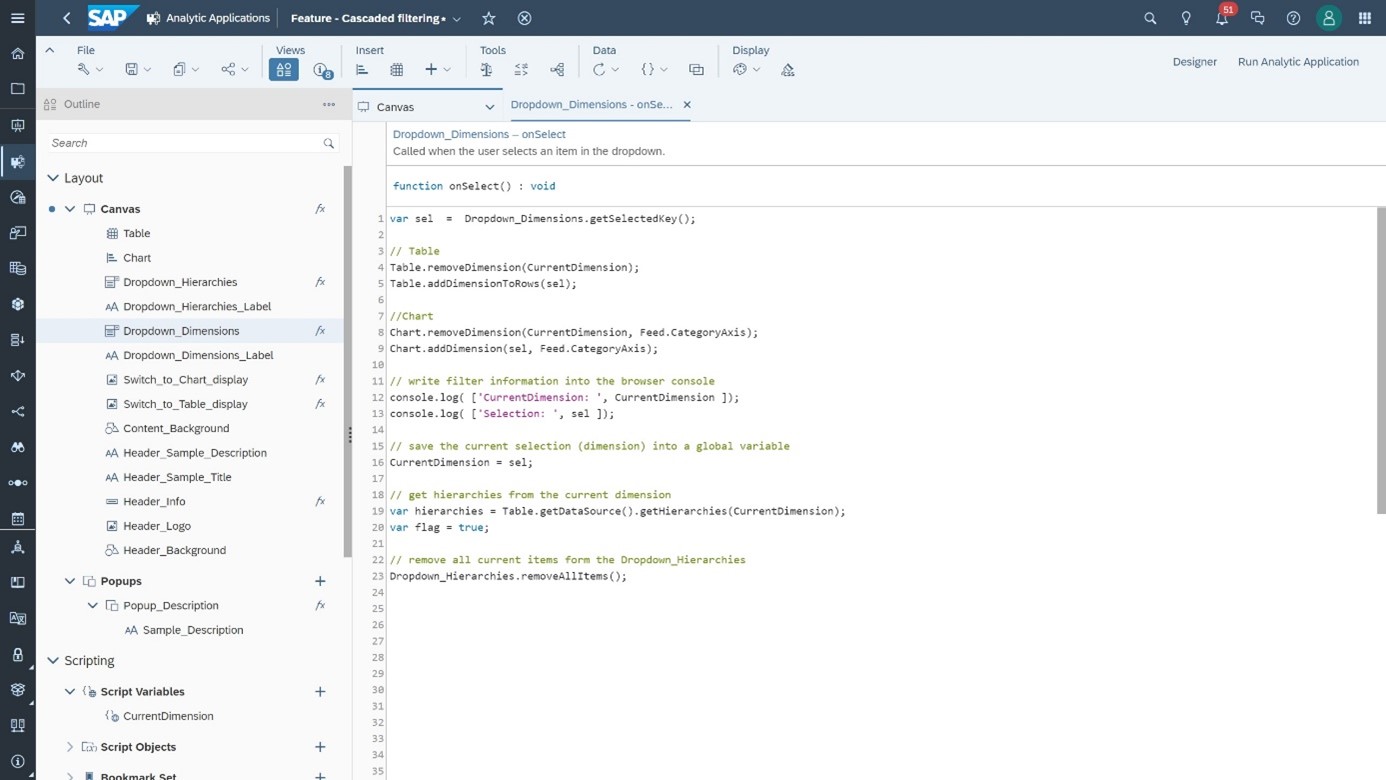 SAP Analytic Applications Feature - Cascaded filtering* 51
File Views Insert Tools Data Display
8
Designer Run Analytic Application
Outline
Canvas
Dropdown_Dimensions - onSe...
Search
Dropdown_Dimensions – onSelect
Called when the user selects an item in the dropdown.
function onSelect() : void
Layout
Canvas
Table
Chart
Dropdown_Hierarchies
Dropdown_Hierarchies_Label
Dropdown_Dimensions
Dropdown_Dimensions_Label
Switch_to_Chart_display
Switch_to_Table_display
Content_Background
Header_Sample_Description
Header_Sample_Title
Header_Info
Header_Logo
Header_Background
Popups
Popup_Description
Sample_Description
Scripting
Script Variables
CurrentDimension
Script Objects
Bookmark Set
1 var sel = Dropdown_Dimensions.getSelectedKey();
2
3 // Table
4 Table.removeDimension(CurrentDimension);
5 Table.addDimensionToRows(sel);
6
7 //Chart
8 Chart.removeDimension(CurrentDimension, Feed.CategoryAxis);
9 Chart.addDimension(sel, Feed.CategoryAxis);
10
11 // write filter information into the browser console
12 console.log( ['CurrentDimension: ', CurrentDimension ]);
13 console.log( ['Selection: ', sel ]);
14
15 // save the current selection (dimension) into a global variable
16 CurrentDimension = sel;
17
18 // get hierarchies from the current dimension
19 var hierarchies = Table.getDataSource().getHierarchies(CurrentDimension);
20 var flag = true;
21
22 // remove all current items form the Dropdown_Hierarchies
23 Dropdown_Hierarchies.removeAllItems();
24
25
26
27
28
29
30
31
32
33
34
35